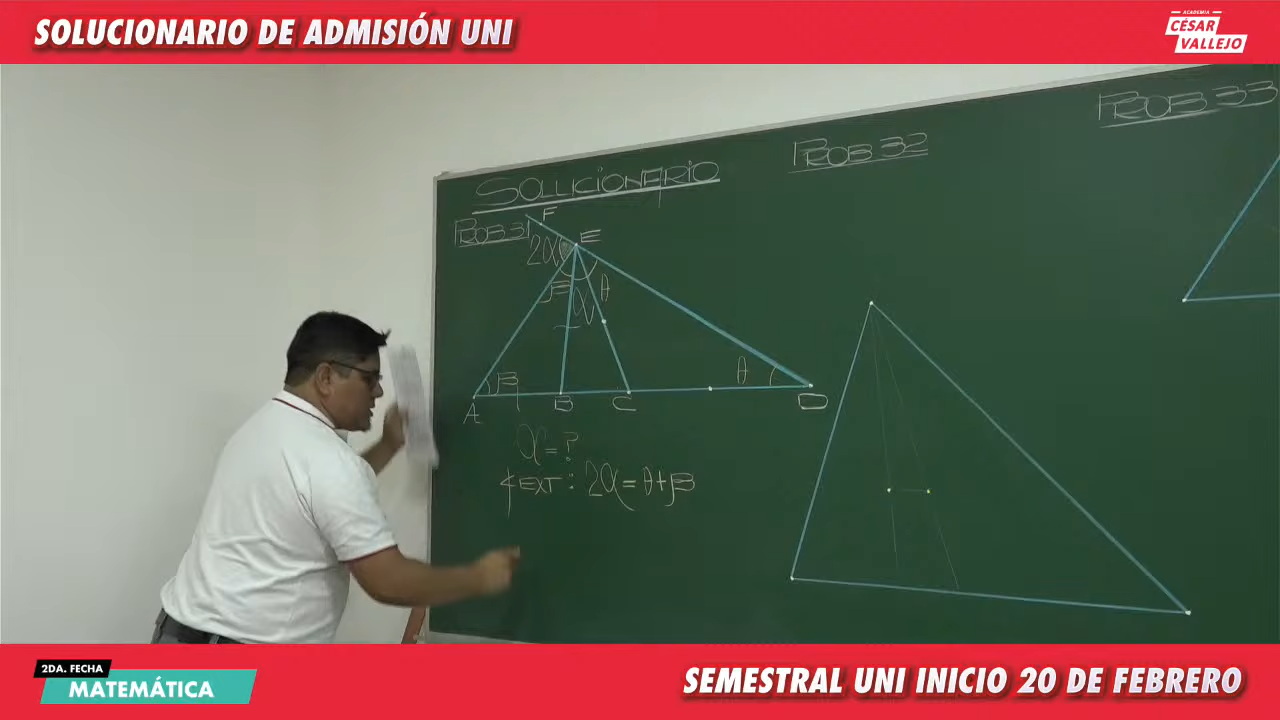 SOLUCIONARIO DE ADMISIÓN UNI
ACADEMIA
CÉSAR
VALLEJO
PROB 33
PROB 32
SOLUCIONARIO
PROB 31
F
E
2α
β
α
θ
β
θ
A
B
C
D
α=?
∢ EXT: 2α=θ+β
2DA. FECHA
MATEMÁTICA
SEMESTRAL UNI INICIO 20 DE FEBRERO